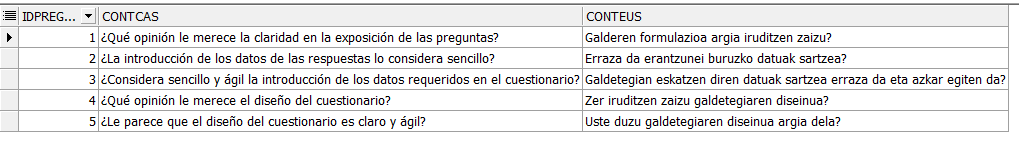 IDPREG... CONTCAS CONTEUS
1 ¿Qué opinión le merece la claridad en la exposición de las preguntas? Galderen formulazioa argia iruditzen zaizu?
2 ¿La introducción de los datos de las respuestas lo considera sencillo? Erraza da erantzunei buruzko datuak sartzea?
3 ¿Considera sencillo y ágil la introducción de los datos requeridos en el cuestionario? Galdetegian eskatzen diren datuak sartzea erraza da eta azkar egiten da?
4 ¿Qué opinión le merece el diseño del cuestionario? Zer iruditzen zaizu galdetegiaren diseinua?
5 ¿Le parece que el diseño del cuestionario es claro y ágil? Uste duzu galdetegiaren diseinua argia dela?